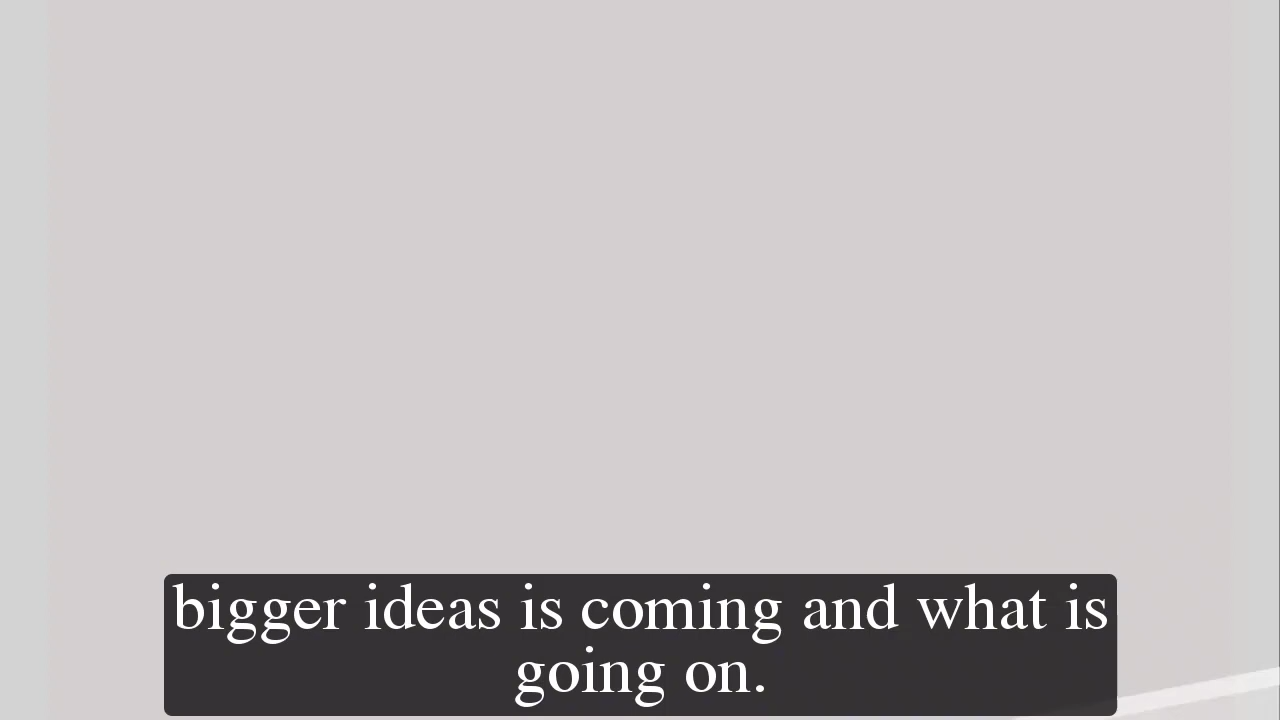 bigger ideas is coming and what is
going on.